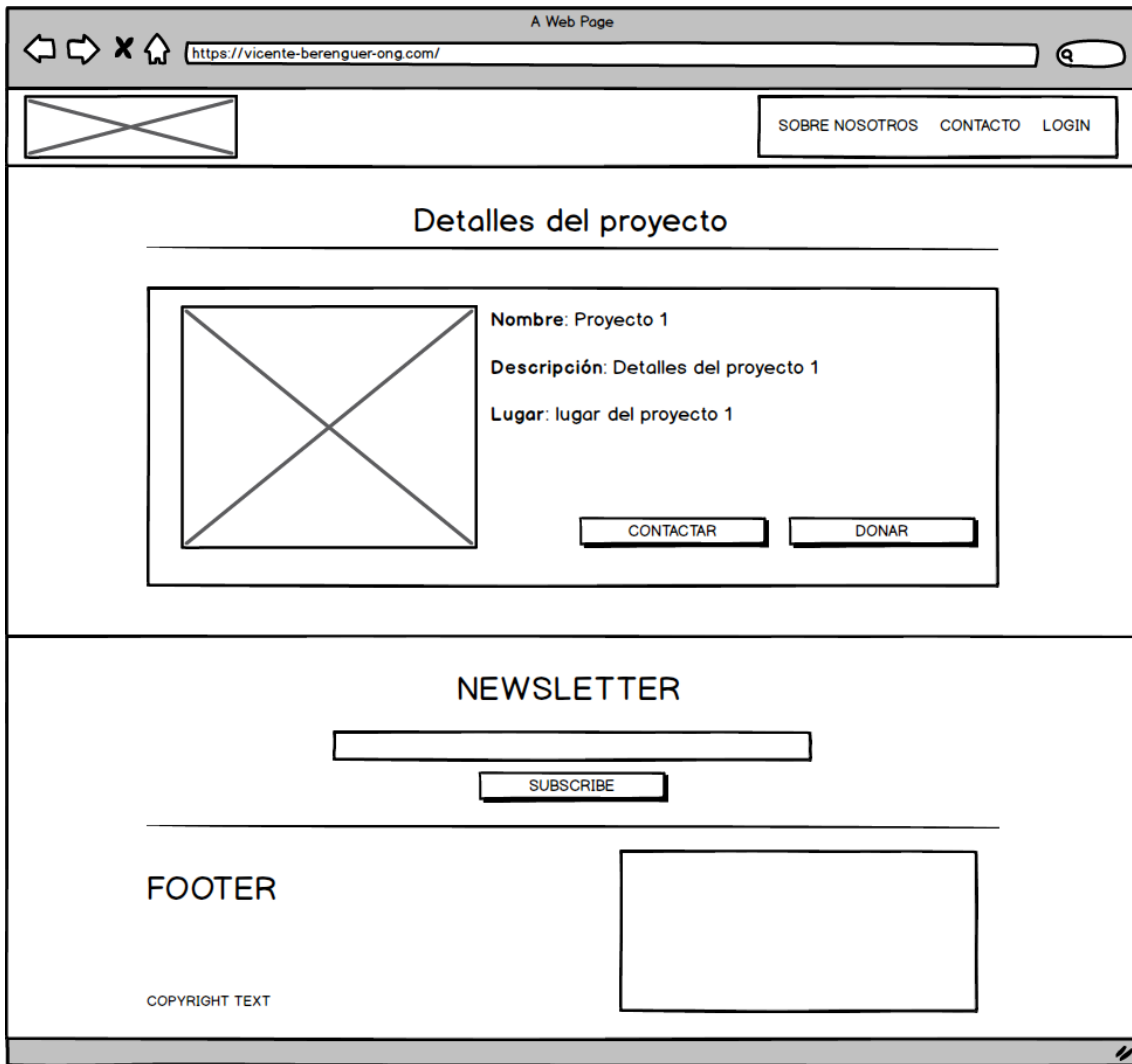 A Web Page
https://vicente-berenguer-ong.com/
SOBRE NOSOTROS CONTACTO LOGIN
Detalles del proyecto
Nombre: Proyecto 1
Descripción: Detalles del proyecto 1
Lugar: lugar del proyecto 1
CONTACTAR DONAR
NEWSLETTER
SUBSCRIBE
FOOTER
COPYRIGHT TEXT